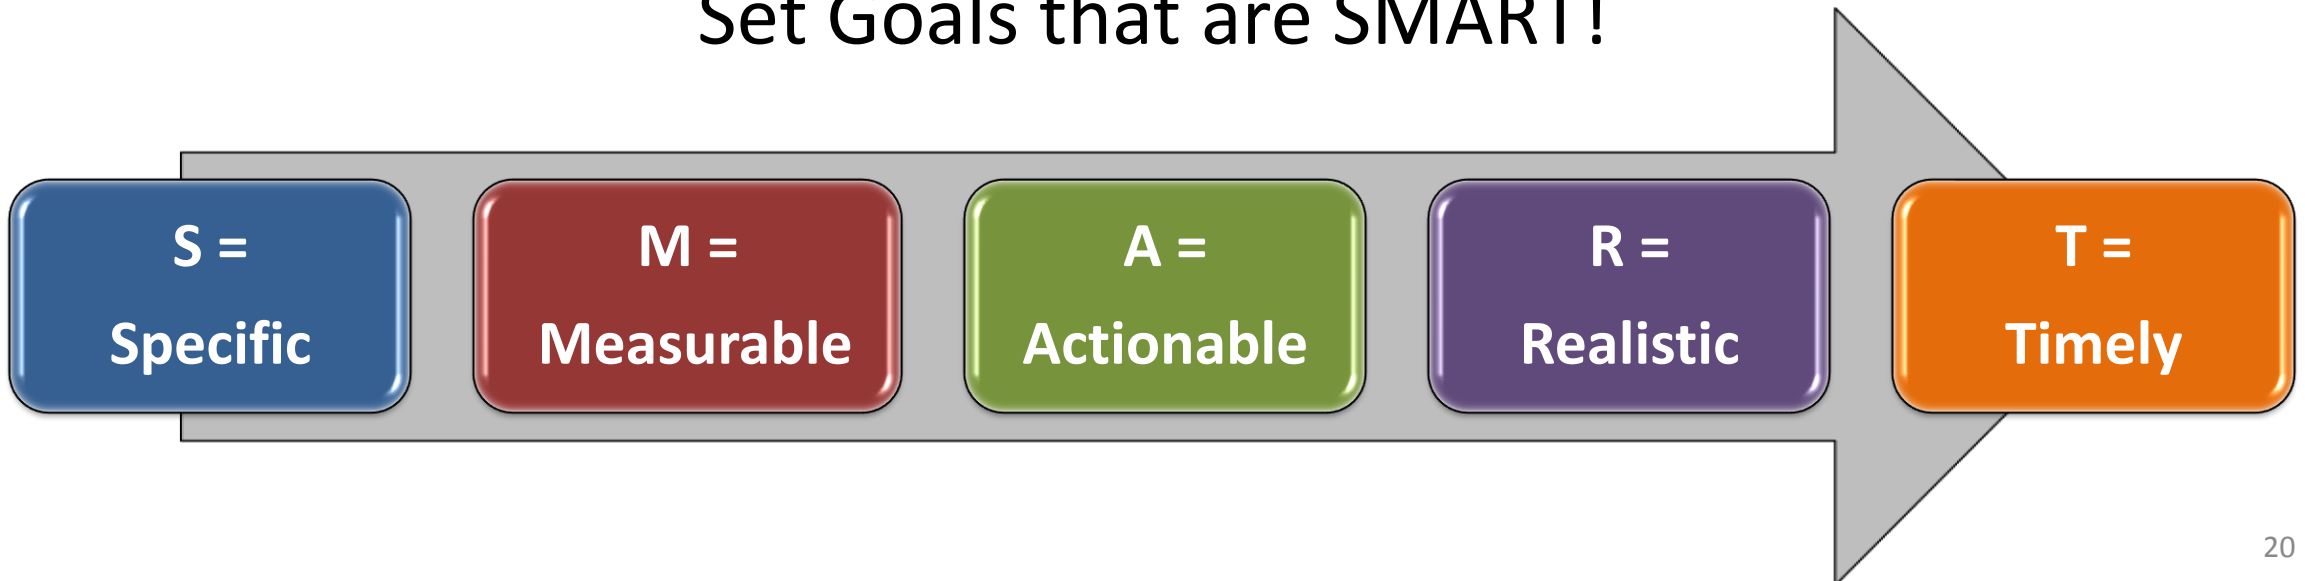 Set Goals that are SMART!
S =
Specific
M =
Measurable
A =
Actionable
R =
Realistic
T =
Timely
20